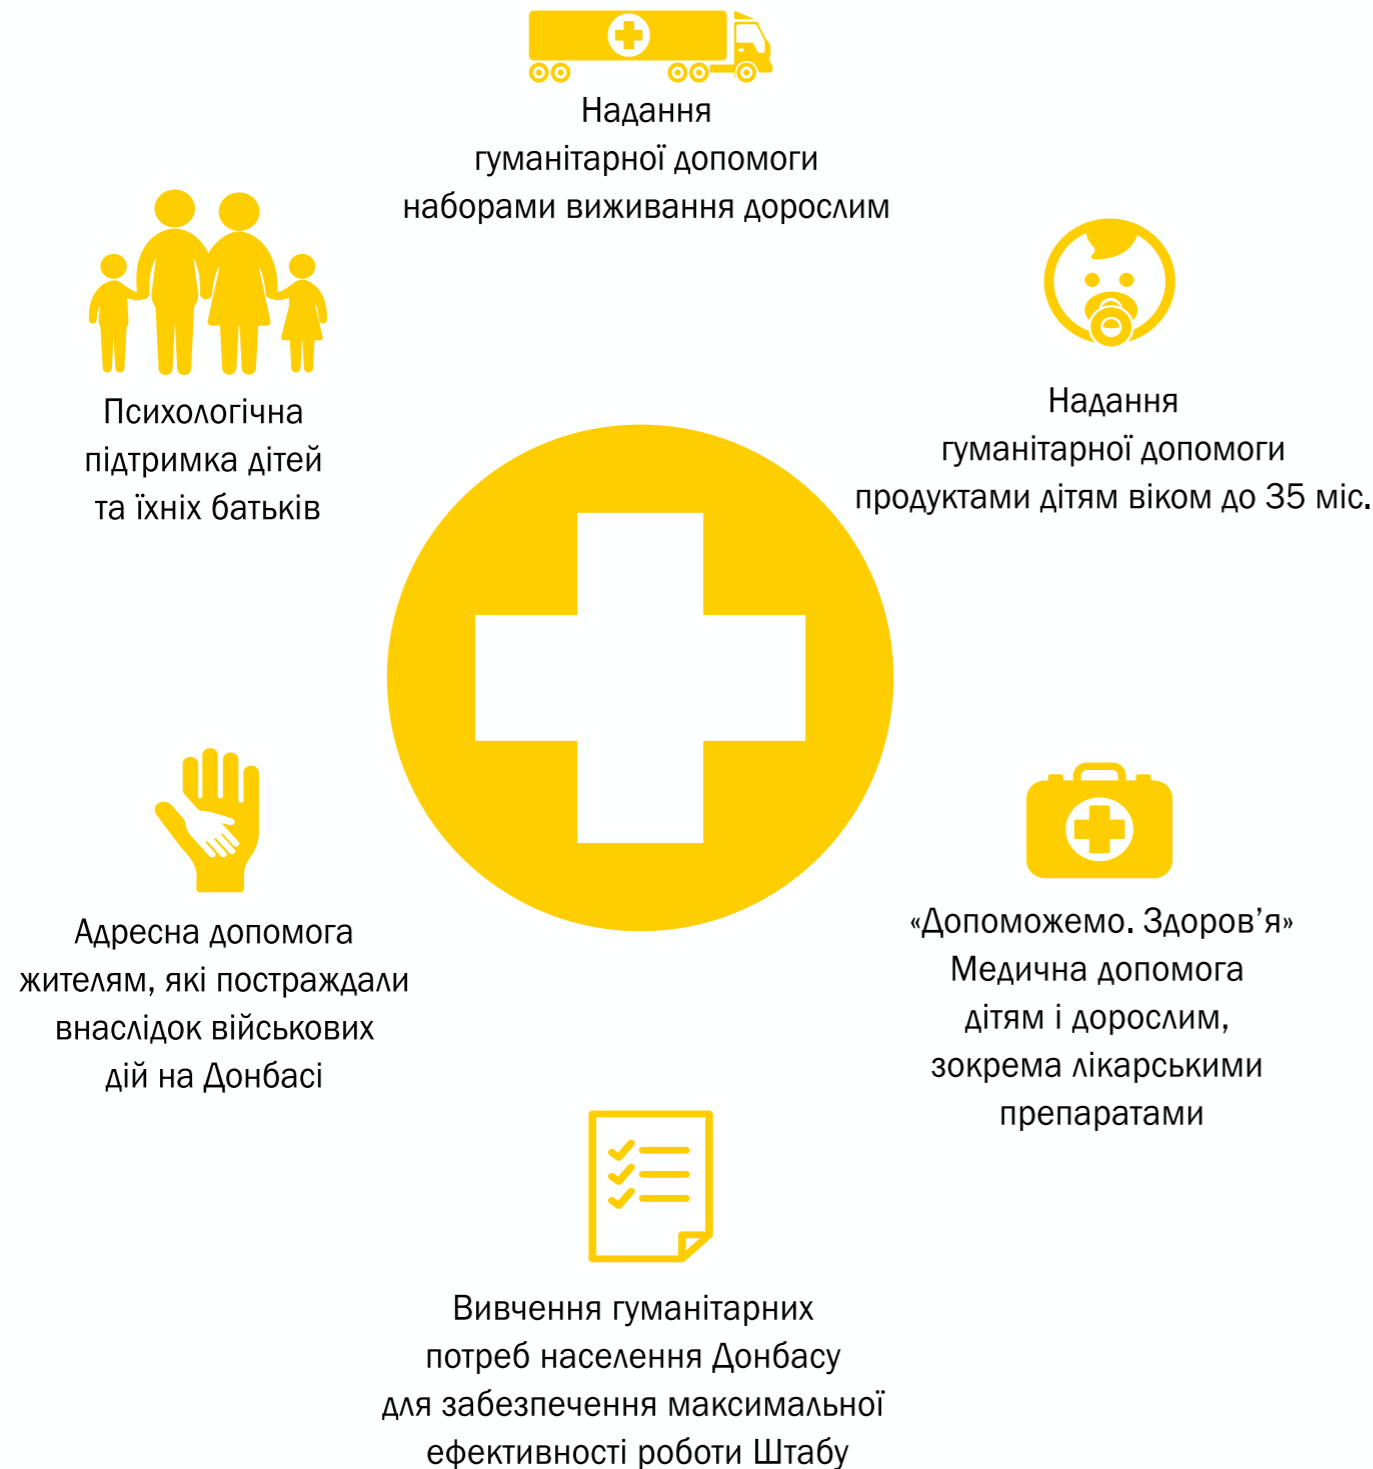 Надання
гуманітарної допомоги
наборами виживання дорослим
Психологічна
підтримка дітей
та їхніх батьків
Надання
гуманітарної допомоги
продуктами дітям віком до 35 міс.
Адресна допомога
жителям, які постраждали
внаслідок військових
дій на Донбасі
«Допоможемо. Здоров’я»
Медична допомога
дітям і дорослим,
зокрема лікарськими
препаратами
Вивчення гуманітарних
потреб населення Донбасу
для забезпечення максимальної
ефективності роботи Штабу